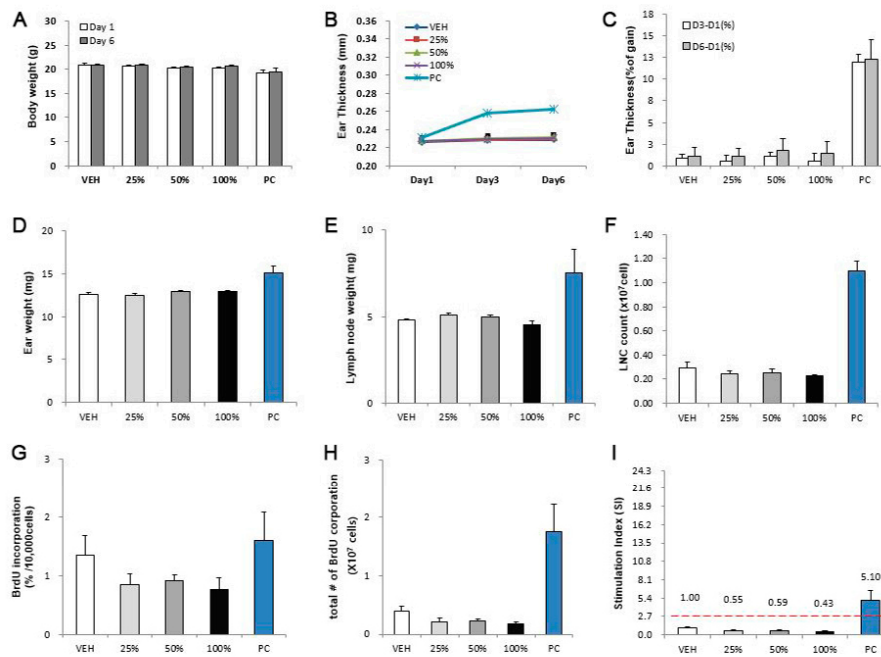 A
Body weight (g)
30
25
20
15
10
5
0
Day 1
Day 6
VEH 25% 50% 100% PC
B
Ear Thickness (mm)
0.36
0.34
0.32
0.30
0.28
0.26
0.24
0.22
0.20
VEH
25%
50%
100%
PC
Day1 Day3 Day6
C
Ear Thickness(% of gain)
18
13
12
11
10
8
6
3
1
0
D3-D1(%)
D6-D1(%)
VEH 25% 50% 100% PC
D
Ear weight (mg)
20
15
10
5
0
VEH 25% 50% 100% PC
E
Lymph node weight( mg)
10
5
0
VEH 25% 50% 100% PC
F
LNC count (x10⁷cell)
1.40
1.20
1.00
0.80
0.60
0.40
0.20
0.00
VEH 25% 50% 100% PC
G
BrdU incorporation
(% /10,000cells)
3
2
1
0
VEH 25% 50% 100% PC
H
total # of BrdU corporation
(X10⁷ cells)
3
2
1
0
VEH 25% 50% 100% PC
I
Stimulation Index (SI)
24.3
21.6
18.9
16.2
13.5
10.8
8.1
5.4
2.7
0.0
1.00 0.55 0.59 0.43 5.10
VEH 25% 50% 100% PC